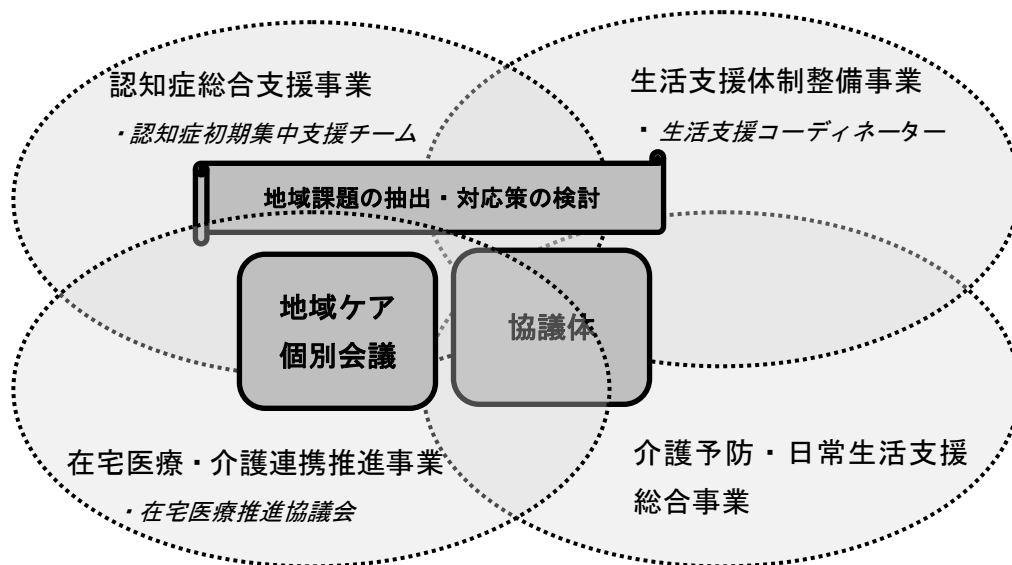 認知症総合支援事業
・認知症初期集中支援チーム
生活支援体制整備事業
・生活支援コーディネーター
地域課題の抽出・対応策の検討
地域ケア
個別会議
協議体
在宅医療・介護連携推進事業
・在宅医療推進協議会
介護予防・日常生活支援
総合事業